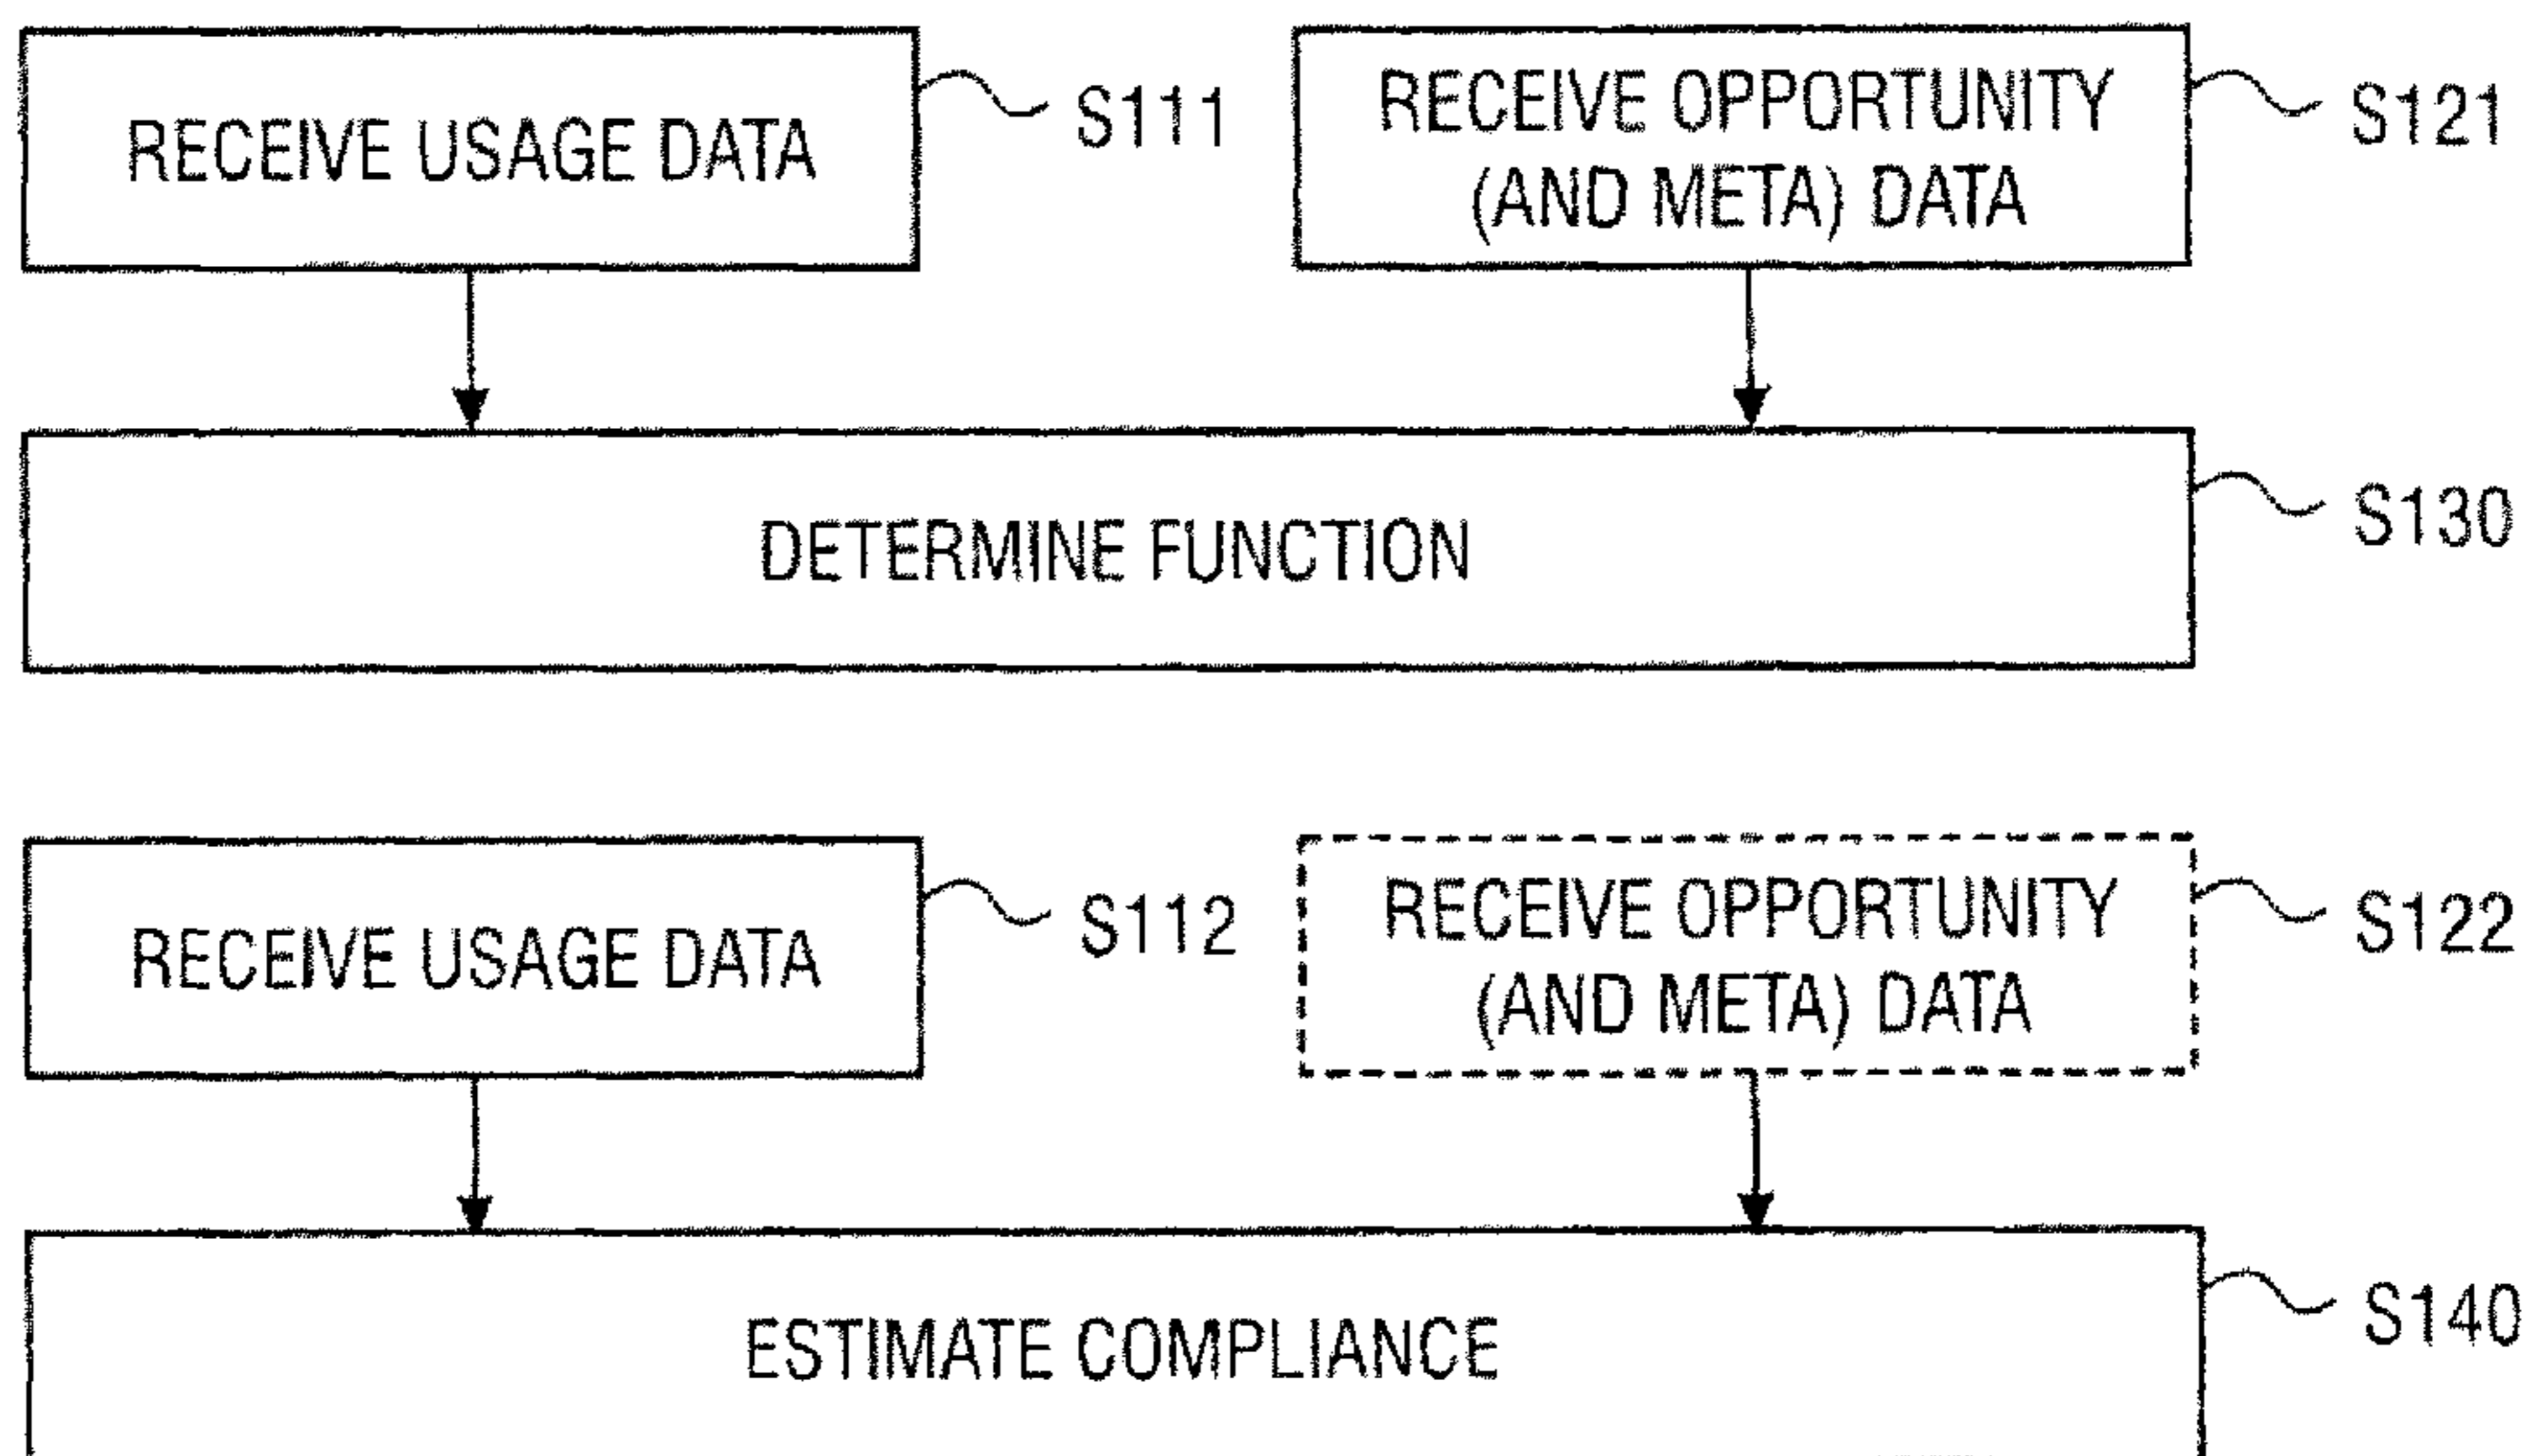 RECEIVE USAGE DATA
S111
RECEIVE OPPORTUNITY
(AND META) DATA
S121
DETERMINE FUNCTION
S130
RECEIVE USAGE DATA
S112
RECEIVE OPPORTUNITY
(AND META) DATA
S122
ESTIMATE COMPLIANCE
S140